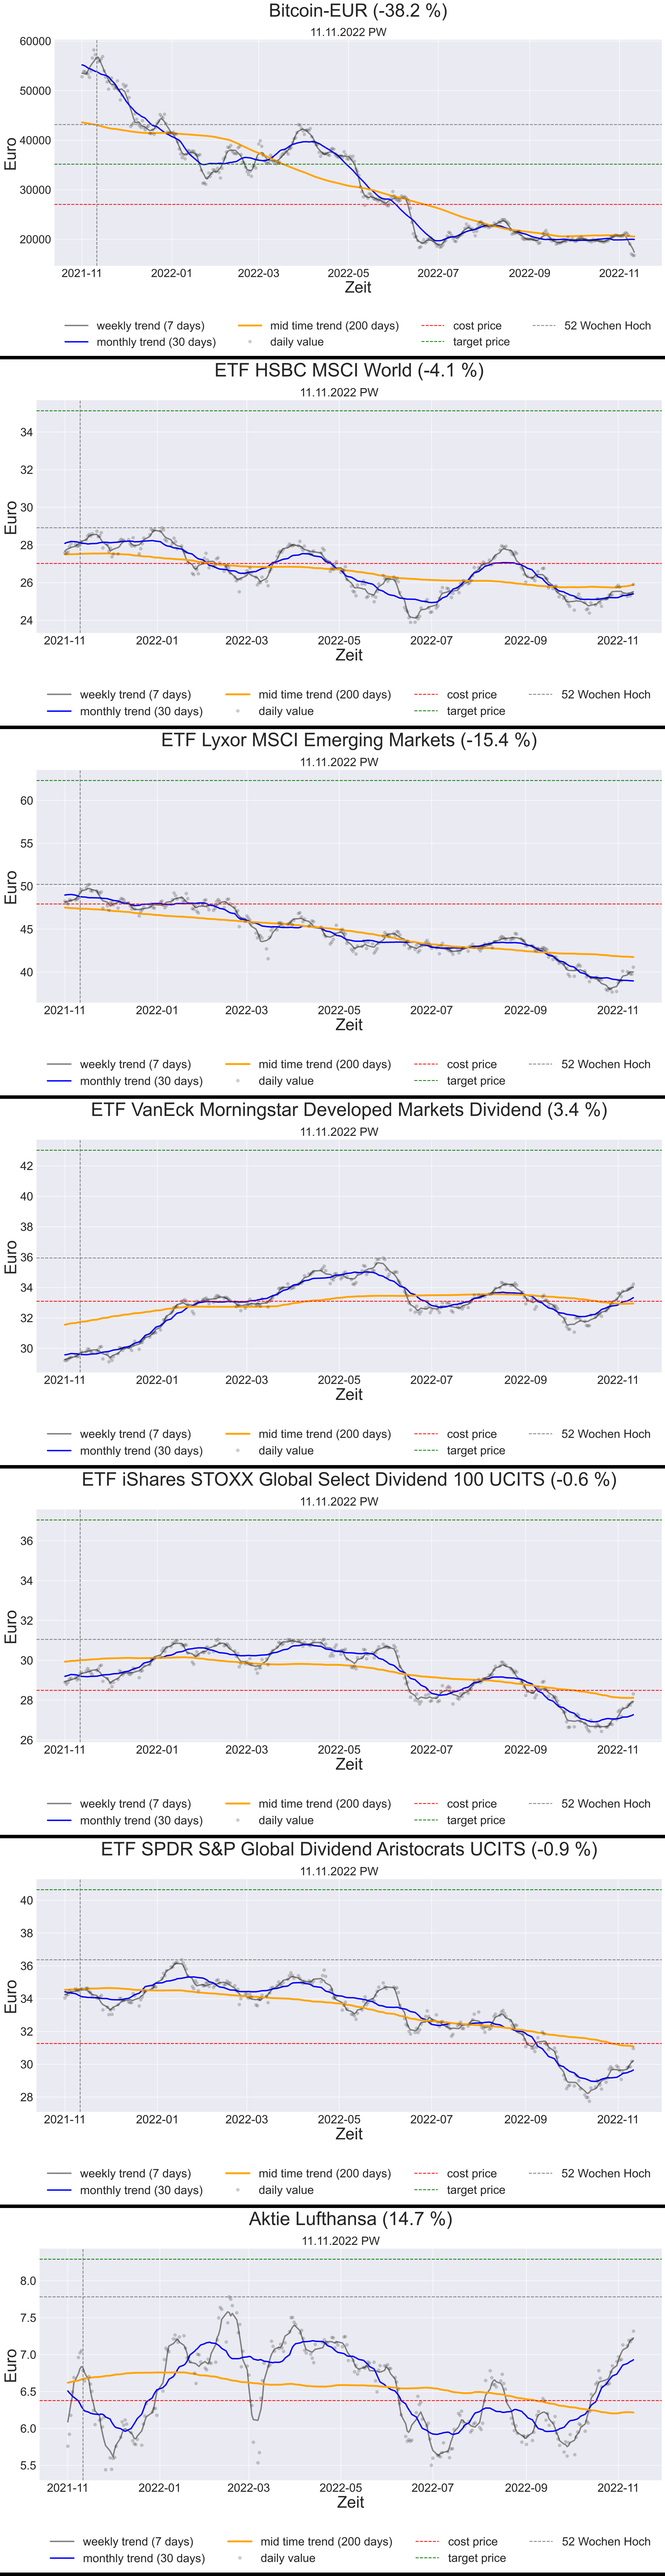 Bitcoin-EUR (-38.2 %)
11.11.2022 PW
60000
50000
40000
30000
20000
Euro
2021-11 2022-01 2022-03 2022-05 2022-07 2022-09 2022-11
Zeit
weekly trend (7 days) mid time trend (200 days) cost price 52 Wochen Hoch
monthly trend (30 days) daily value target price
ETF HSBC MSCI World (-4.1 %)
11.11.2022 PW
34
32
30
28
26
24
Euro
2021-11 2022-01 2022-03 2022-05 2022-07 2022-09 2022-11
Zeit
weekly trend (7 days) mid time trend (200 days) cost price 52 Wochen Hoch
monthly trend (30 days) daily value target price
ETF Lyxor MSCI Emerging Markets (-15.4 %)
11.11.2022 PW
60
55
50
45
40
Euro
2021-11 2022-01 2022-03 2022-05 2022-07 2022-09 2022-11
Zeit
weekly trend (7 days) mid time trend (200 days) cost price 52 Wochen Hoch
monthly trend (30 days) daily value target price
ETF VanEck Morningstar Developed Markets Dividend (3.4 %)
11.11.2022 PW
42
40
38
36
34
32
30
Euro
2021-11 2022-01 2022-03 2022-05 2022-07 2022-09 2022-11
Zeit
weekly trend (7 days) mid time trend (200 days) cost price 52 Wochen Hoch
monthly trend (30 days) daily value target price
ETF iShares STOXX Global Select Dividend 100 UCITS (-0.6 %)
11.11.2022 PW
36
34
32
30
28
26
Euro
2021-11 2022-01 2022-03 2022-05 2022-07 2022-09 2022-11
Zeit
weekly trend (7 days) mid time trend (200 days) cost price 52 Wochen Hoch
monthly trend (30 days) daily value target price
ETF SPDR S&P Global Dividend Aristocrats UCITS (-0.9 %)
11.11.2022 PW
40
38
36
34
32
30
28
Euro
2021-11 2022-01 2022-03 2022-05 2022-07 2022-09 2022-11
Zeit
weekly trend (7 days) mid time trend (200 days) cost price 52 Wochen Hoch
monthly trend (30 days) daily value target price
Aktie Lufthansa (14.7 %)
11.11.2022 PW
8.0
7.5
7.0
6.5
6.0
5.5
Euro
2021-11 2022-01 2022-03 2022-05 2022-07 2022-09 2022-11
Zeit
weekly trend (7 days) mid time trend (200 days) cost price 52 Wochen Hoch
monthly trend (30 days) daily value target price